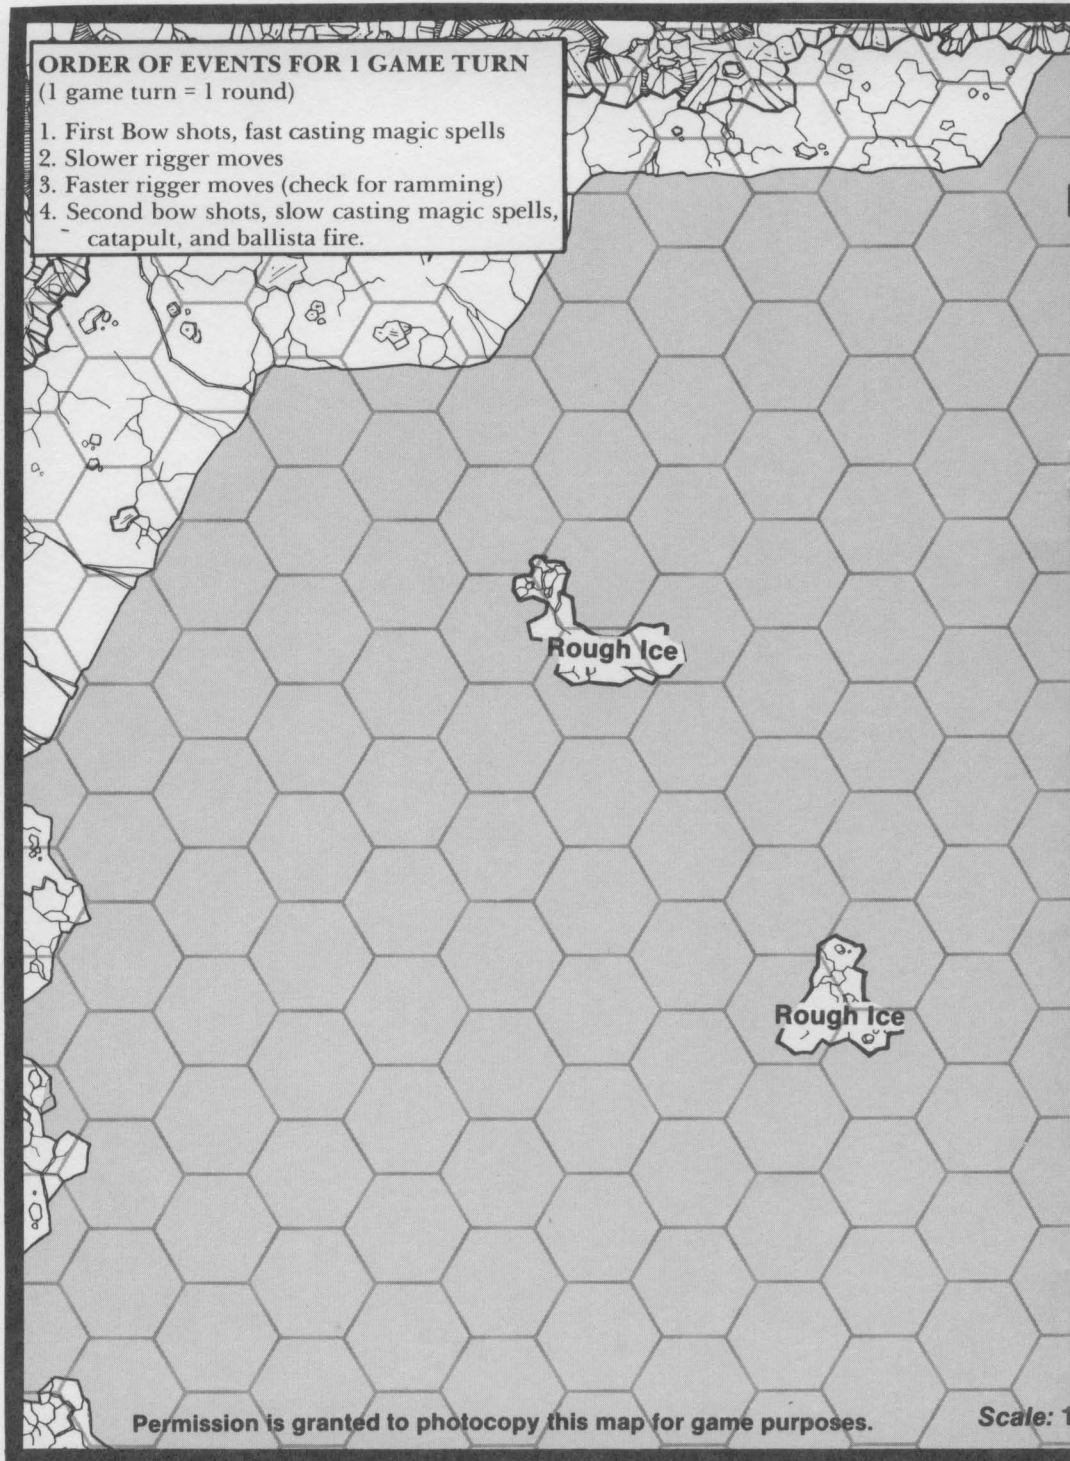 ORDER OF EVENTS FOR 1 GAME TURN
(1 game turn = 1 round)
1. First Bow shots, fast casting magic spells
2. Slower rigger moves
3. Faster rigger moves (check for ramming)
4. Second bow shots, slow casting magic spells,
catapult, and ballista fire.
Rough Ice
Rough Ice
Permission is granted to photocopy this map for game purposes.
Scale: 1